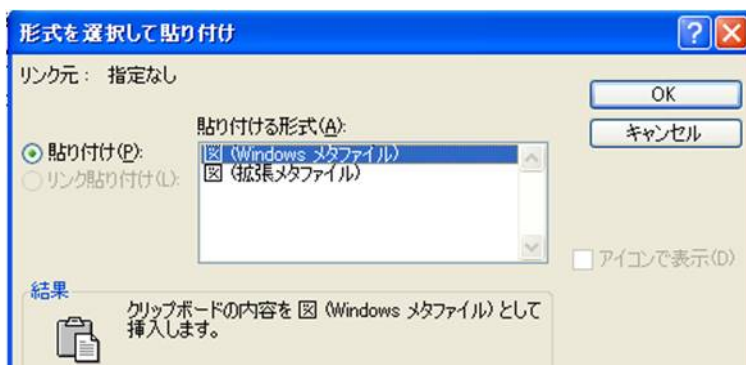 形式を選択して貼り付け
リンク元： 指定なし
OK
キャンセル
貼り付ける形式(A):
貼り付け(P):
リンク貼り付け(L):
図 (Windows メタファイル)
図 (拡張メタファイル)
アイコンで表示(D)
結果
クリップボードの内容を 図 (Windows メタファイル) として
挿入します。